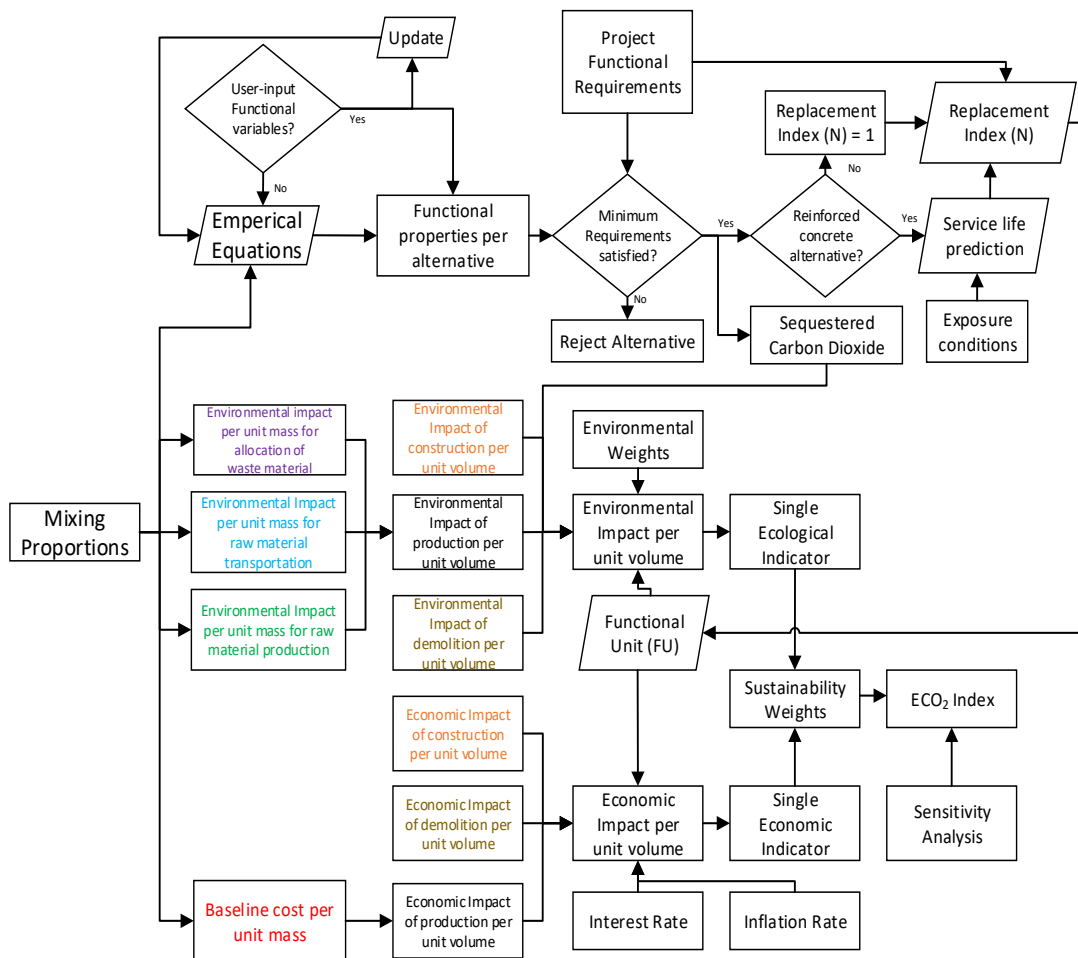 Update
User-input
Functional
variables?
Yes
No
Project
Functional
Requirements
Replacement
Index (N) = 1
Replacement
Index (N)
No
Emperical
Equations
Functional
properties per
alternative
Minimum
Requirements
satisfied?
Yes
Reinforced
concrete
alternative?
Yes
Service life
prediction
No
Reject Alternative
Sequestered
Carbon Dioxide
Exposure
conditions
Environmental impact
per unit mass for
allocation of
waste material
Environmental
Impact of
construction per
unit volume
Environmental
Weights
Mixing
Proportions
Environmental Impact
per unit mass for
raw material
transportation
Environmental
Impact of
production per
unit volume
Environmental
Impact per
unit volume
Single
Ecological
Indicator
Environmental Impact
per unit mass for raw
material production
Environmental
Impact of
demolition per
unit volume
Functional
Unit (FU)
Economic Impact
of construction
per unit volume
Sustainability
Weights
ECO₂ Index
Economic Impact
of demolition per
unit volume
Economic
Impact per
unit volume
Single
Economic
Indicator
Sensitivity
Analysis
Baseline cost per
unit mass
Economic Impact
of production per
unit volume
Interest Rate
Inflation Rate